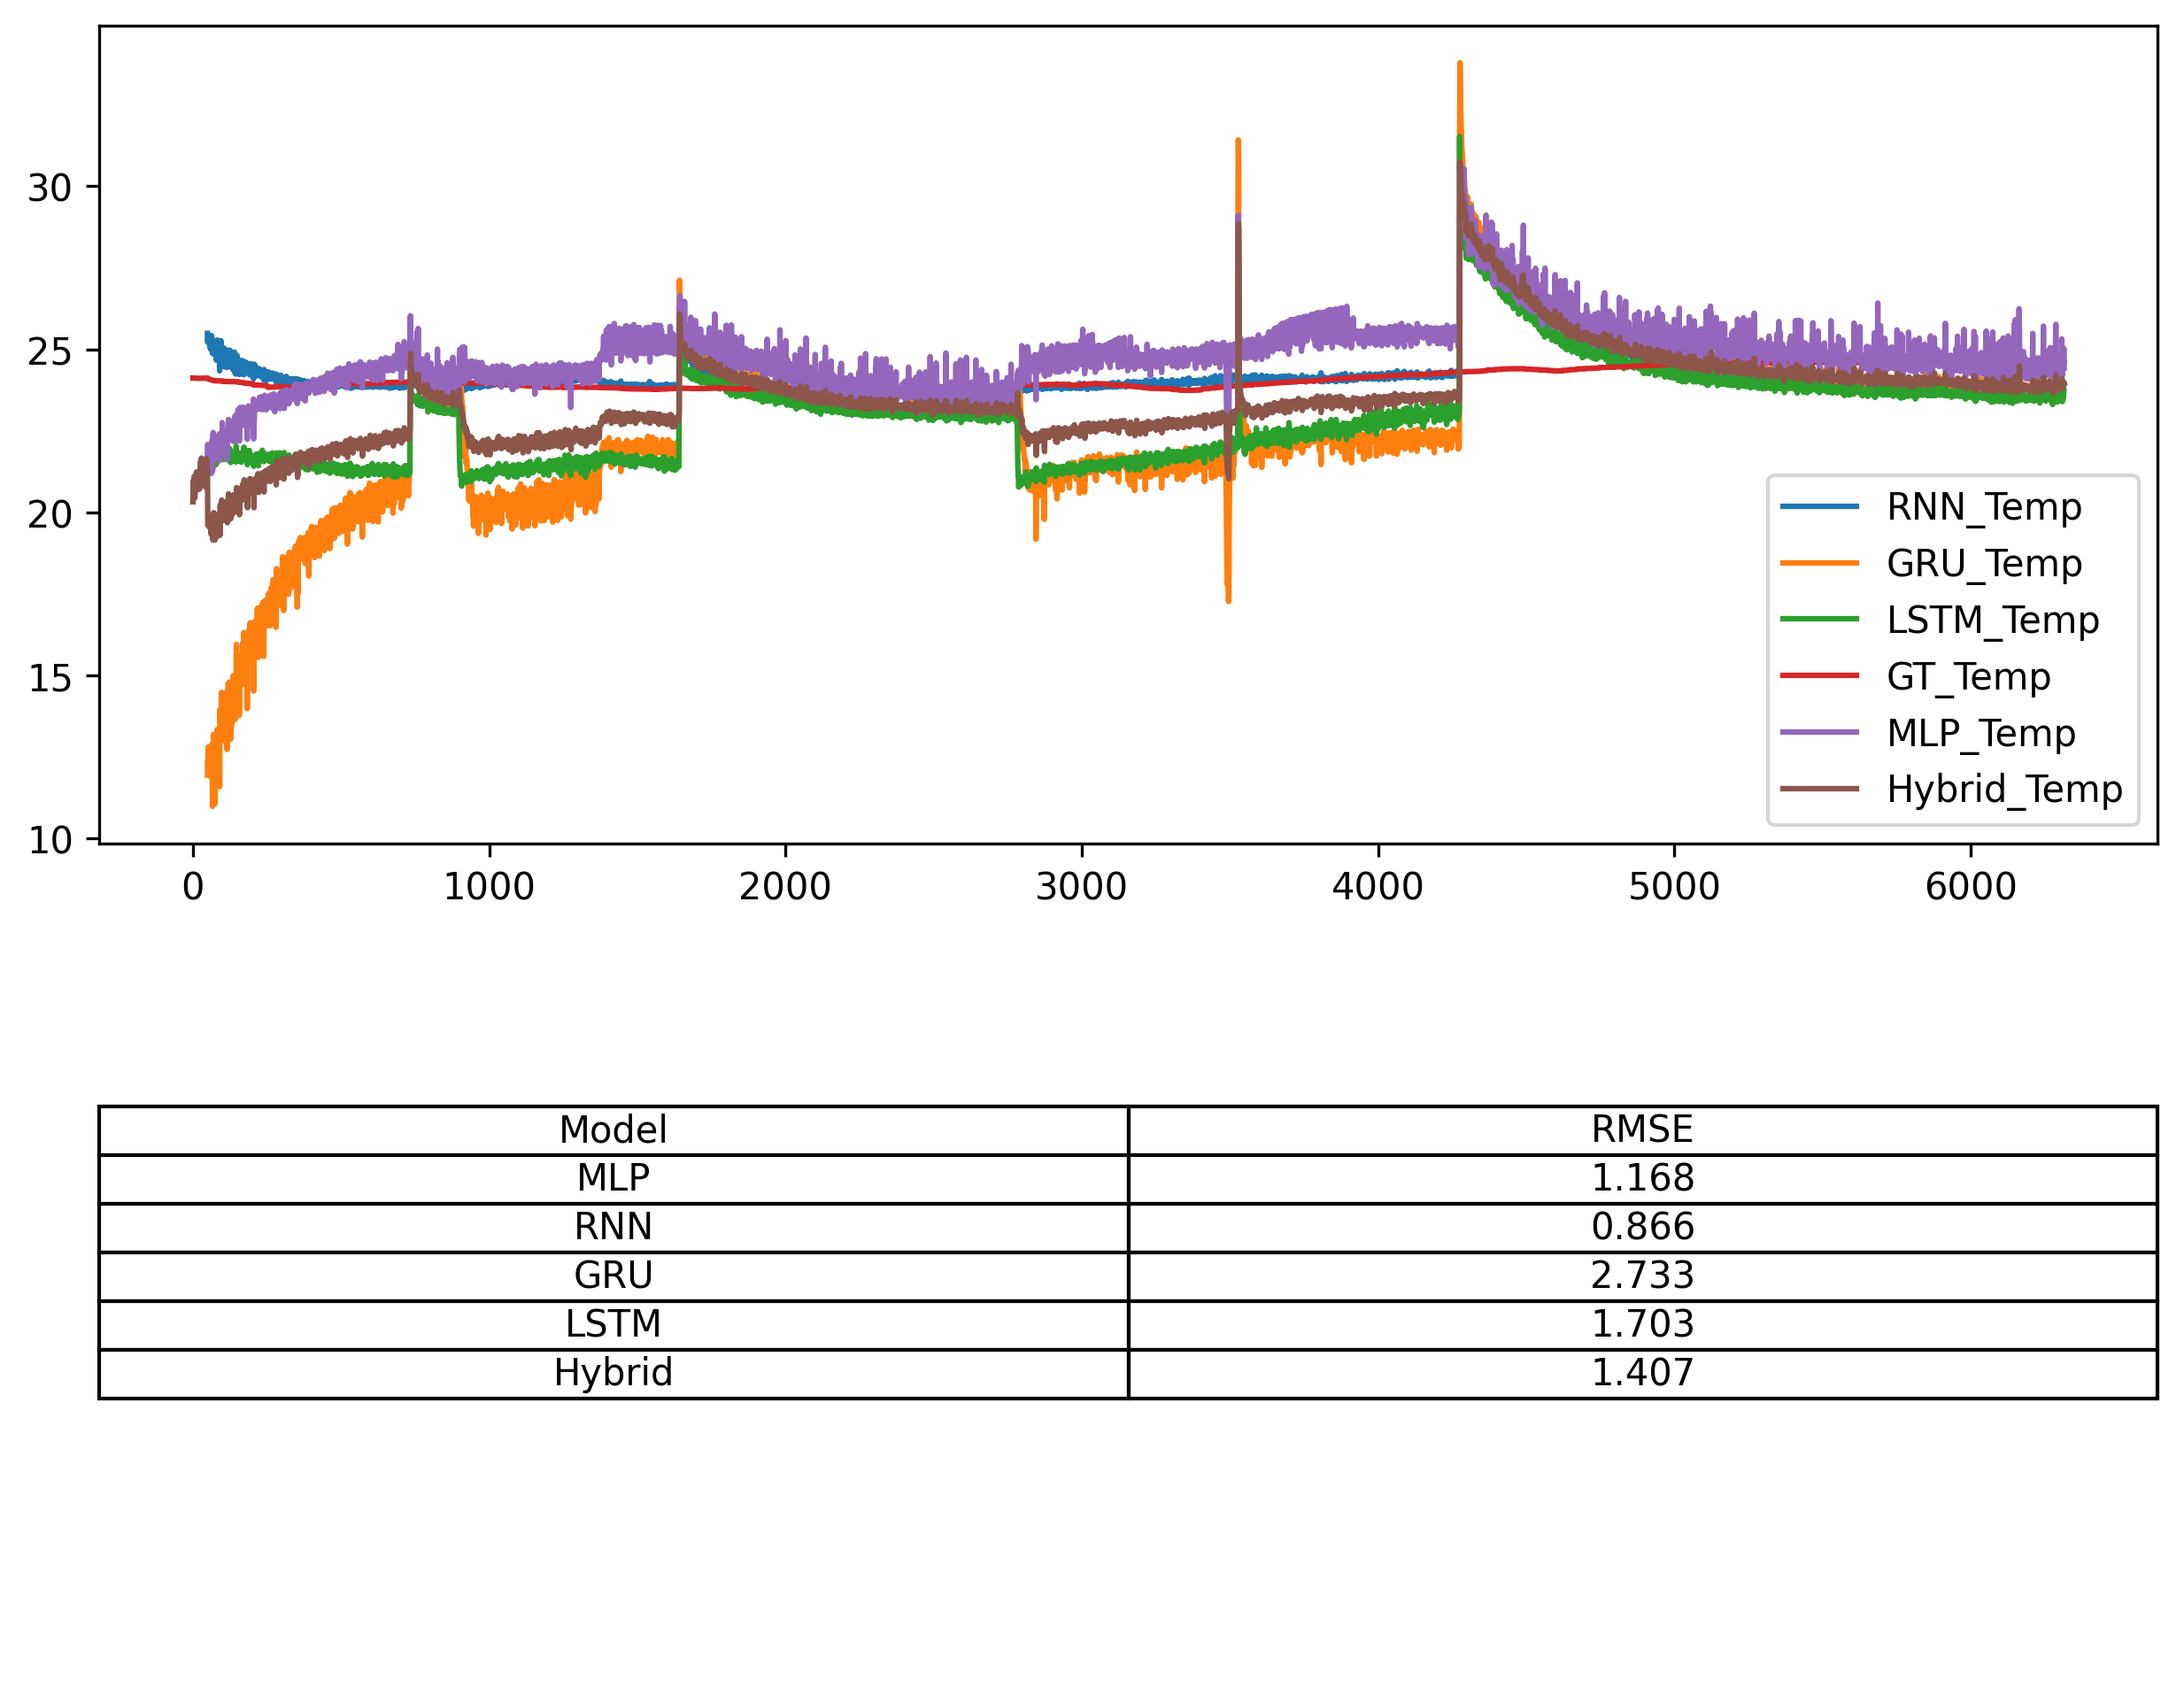 30
25
20
15
10
0 1000 2000 3000 4000 5000 6000
RNN_Temp
GRU_Temp
LSTM_Temp
GT_Temp
MLP_Temp
Hybrid_Temp
Model RMSE
MLP 1.168
RNN 0.866
GRU 2.733
LSTM 1.703
Hybrid 1.407